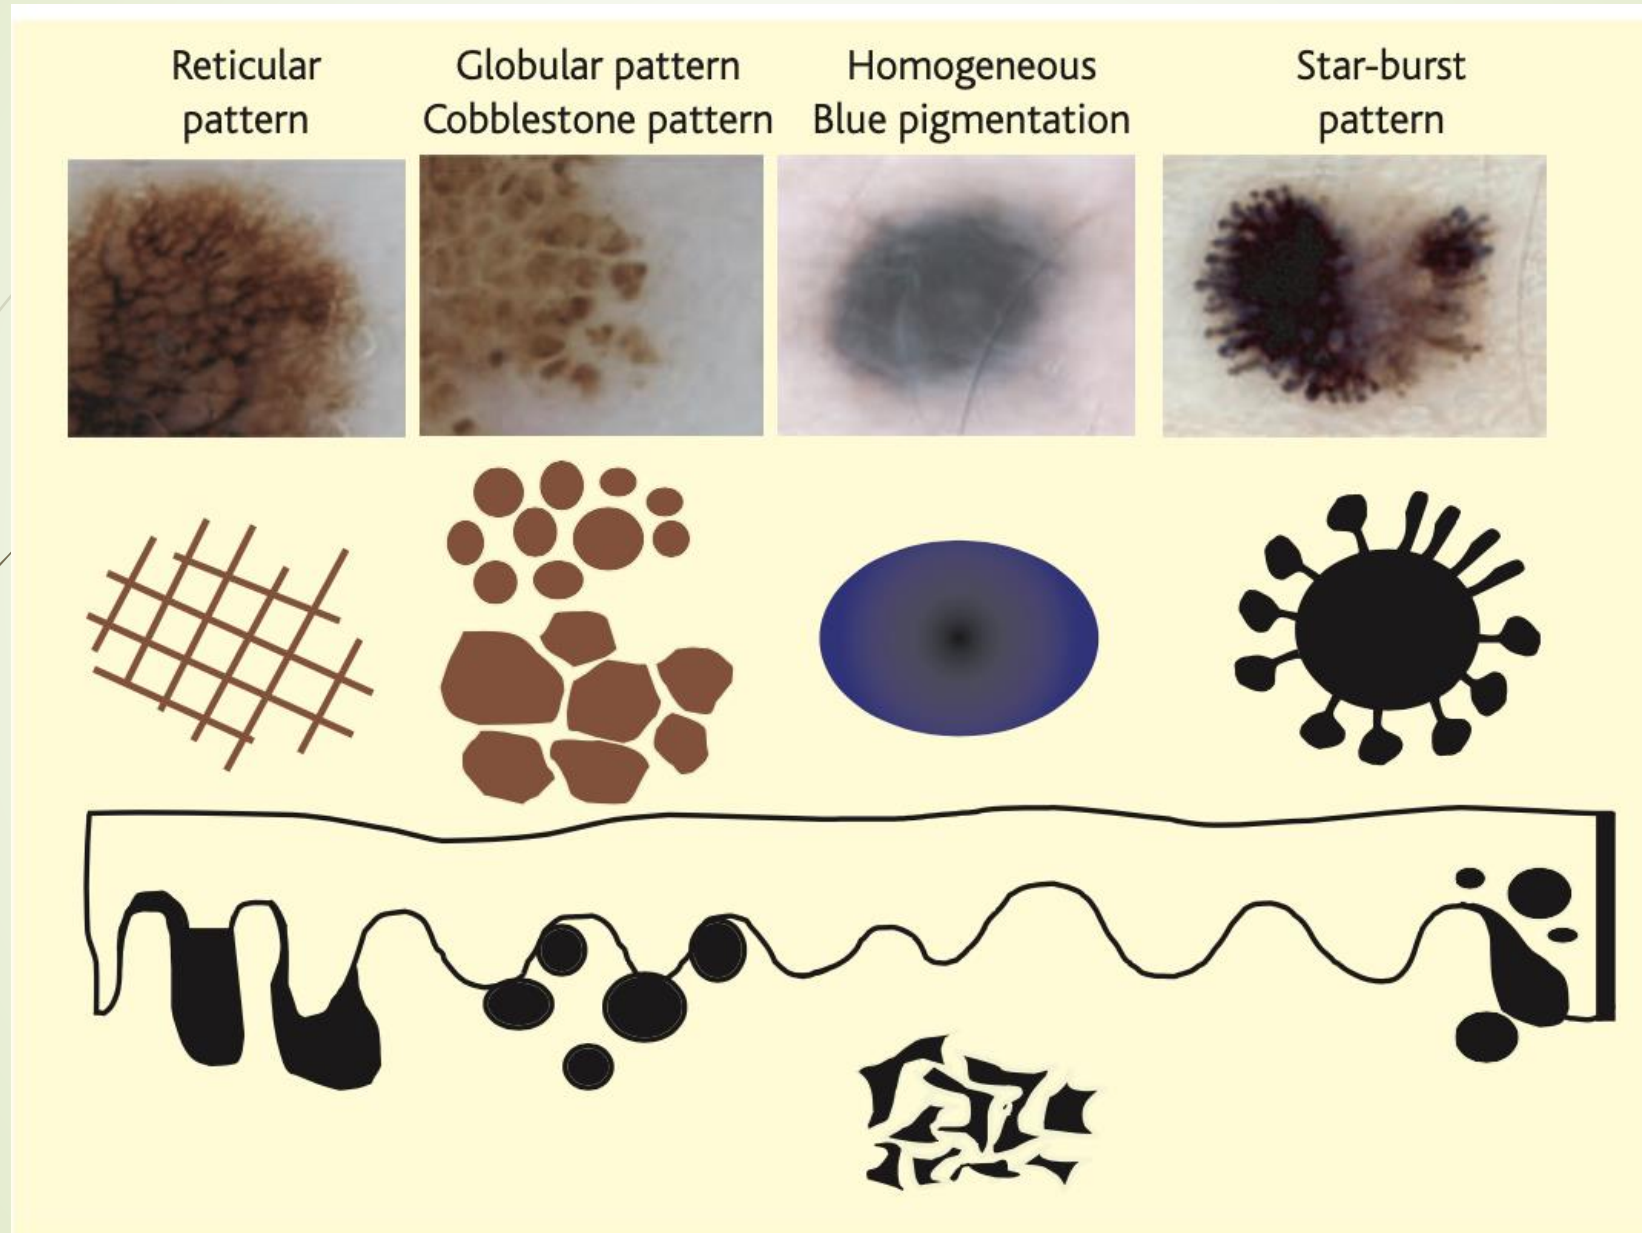 Reticular
pattern
Globular pattern
Cobblestone pattern
Homogeneous
Blue pigmentation
Star-burst
pattern